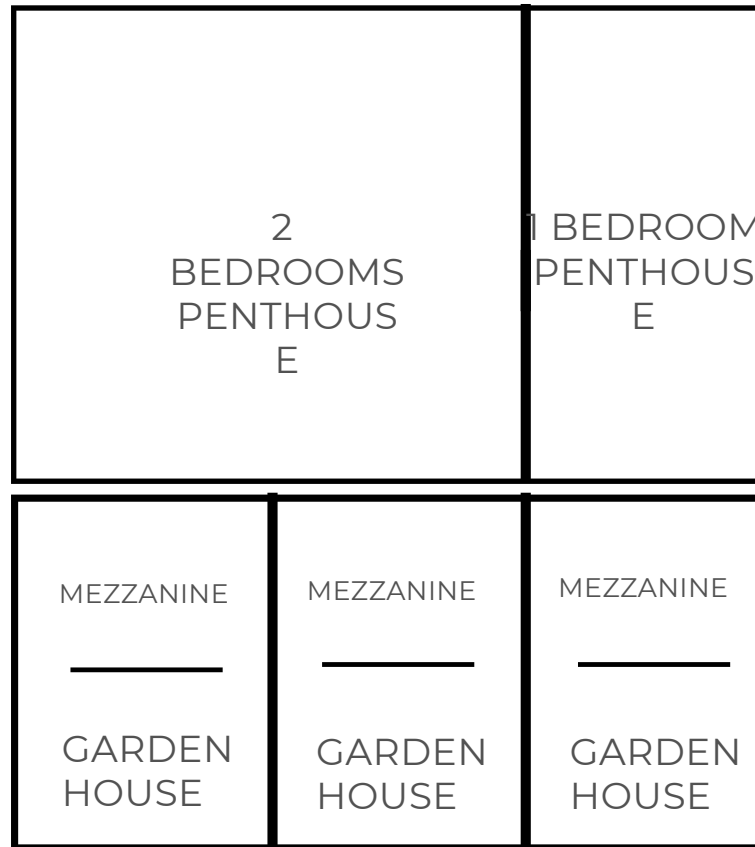 2
BEDROOMS
PENTHOUS
E
1 BEDROOM
PENTHOUS
E
MEZZANINE
GARDEN
HOUSE
MEZZANINE
GARDEN
HOUSE
MEZZANINE
GARDEN
HOUSE